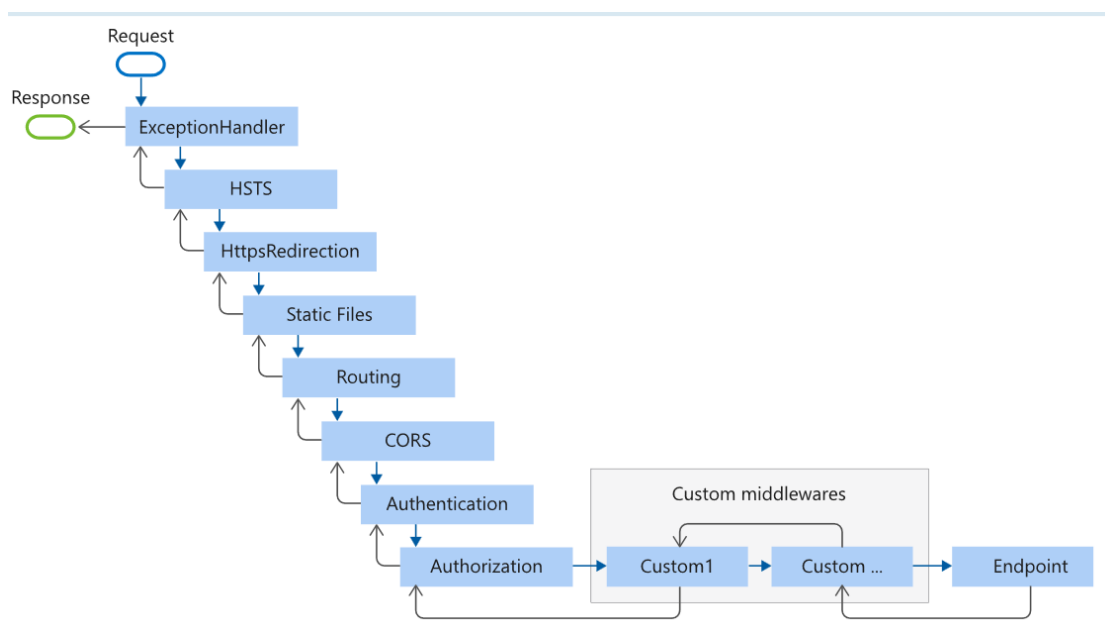 Request
Response
ExceptionHandler
HSTS
HttpsRedirection
Static Files
Routing
CORS
Authentication
Custom middlewares
Authorization
Custom1
Custom ...
Endpoint